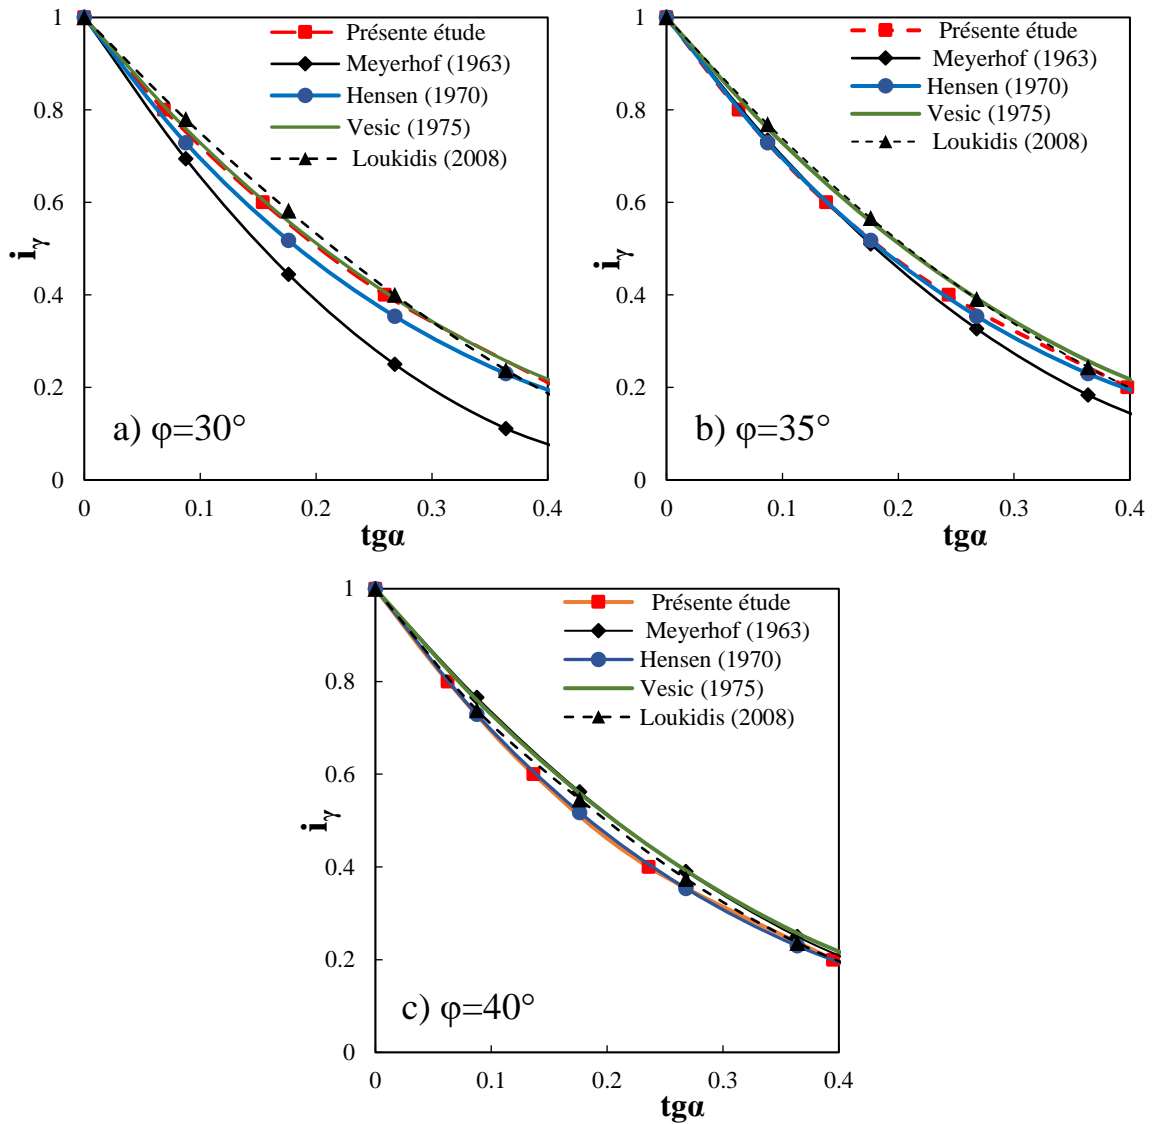 1
0.8
0.6
0.4
0.2
0
iγ
Présente étude
Meyerhof (1963)
Hensen (1970)
Vesic (1975)
Loukidis (2008)
a) φ=30°
0 0.1 0.2 0.3 0.4
tgα
1
0.8
0.6
0.4
0.2
0
iγ
Présente étude
Meyerhof (1963)
Hensen (1970)
Vesic (1975)
Loukidis (2008)
b) φ=35°
0 0.1 0.2 0.3 0.4
tgα
1
0.8
0.6
0.4
0.2
0
iγ
Présente étude
Meyerhof (1963)
Hensen (1970)
Vesic (1975)
Loukidis (2008)
c) φ=40°
0 0.1 0.2 0.3 0.4
tgα